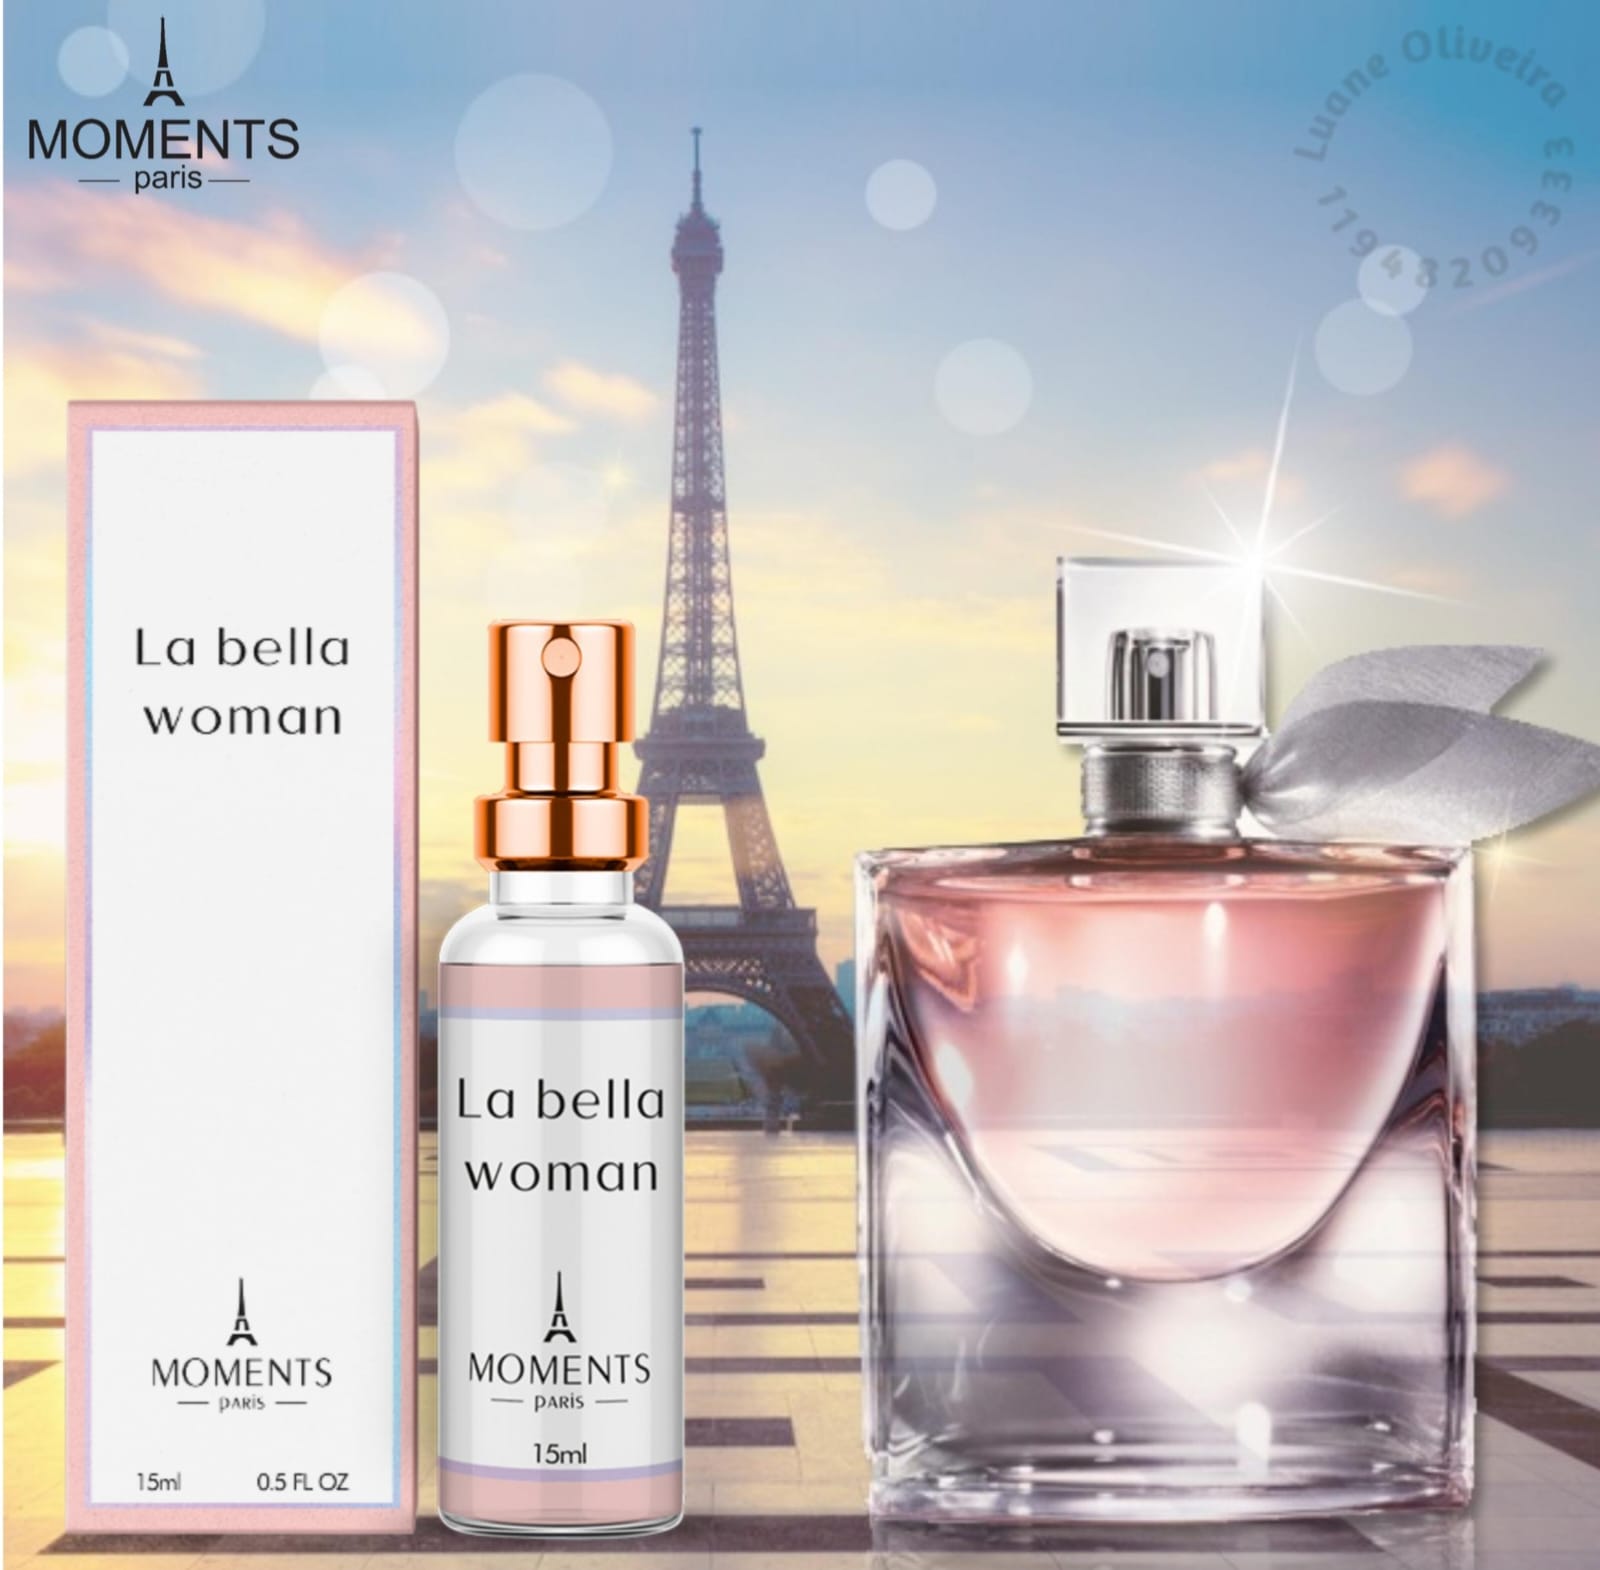 MOMENTS
paris
Luane Oliveira
11948209333
La bella
woman
MOMENTS
PARIS
15ml 0.5 FL OZ
La bella
woman
MOMENTS
PARIS
15ml